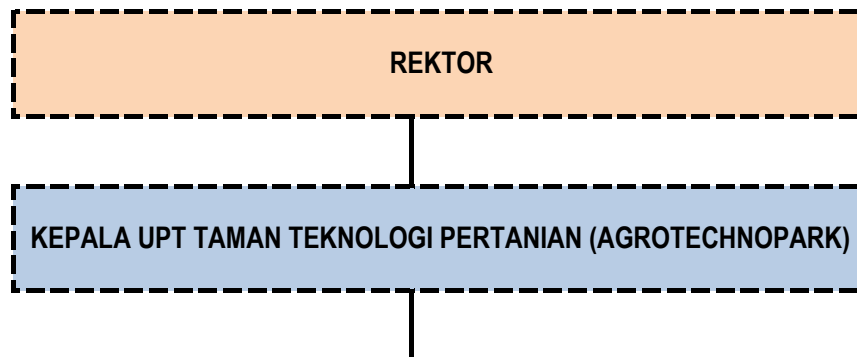 REKTOR
KEPALA UPT TAMAN TEKNOLOGI PERTANIAN (AGROTECHNOPARK)